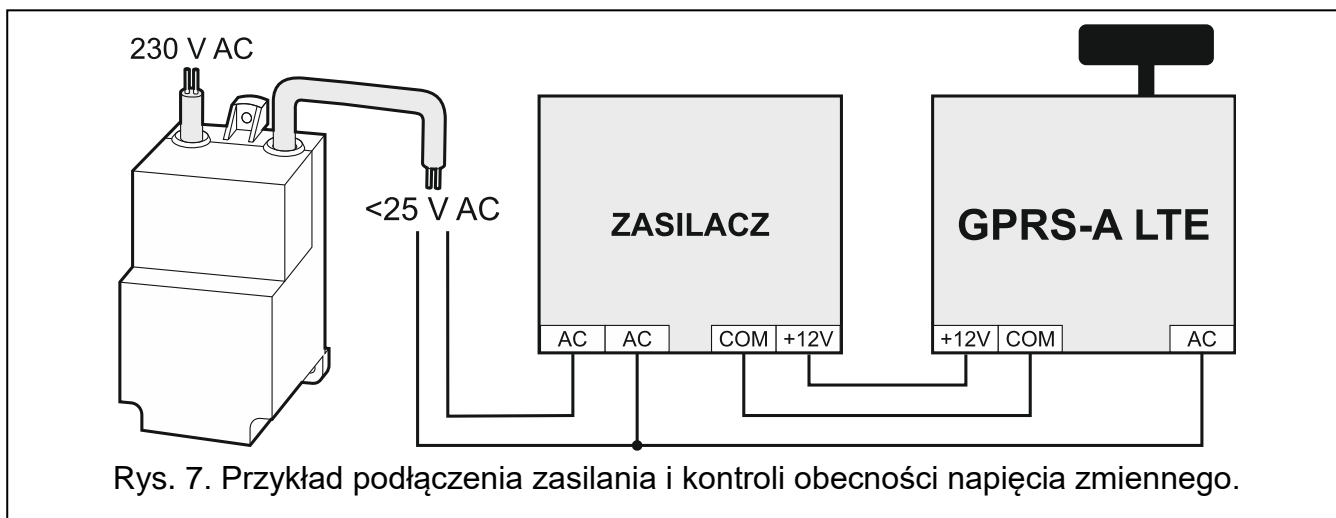 230 V AC
<25 V AC
ZASILACZ
GPRS-A LTE
AC AC COM +12V
+12V COM AC
Rys. 7. Przykład podłączenia zasilania i kontroli obecności napięcia zmiennego.